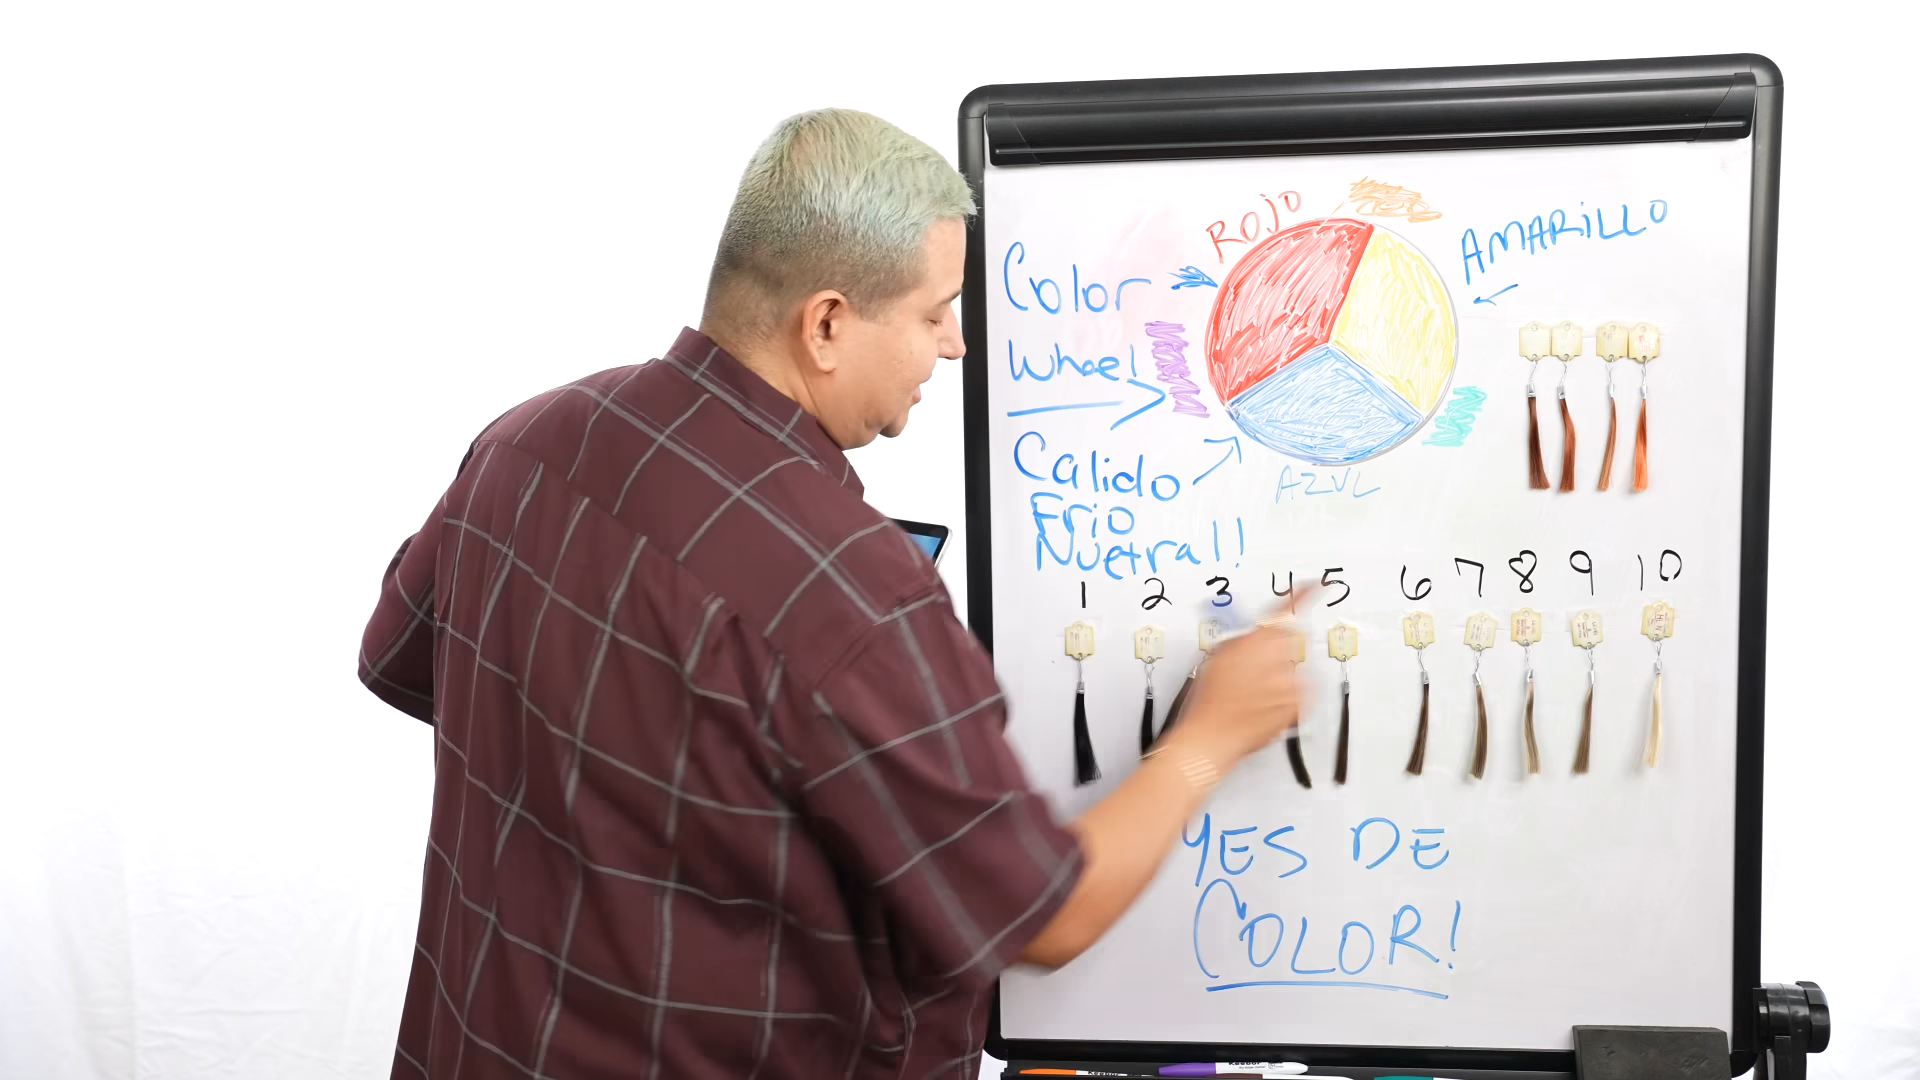 ROJO
AMARiLLO
Color
Wheel
Calido
Frio
Nuetral!
AZUL
1 2 3 4 5 6 7 8 9 10
YES DE
COLOR!